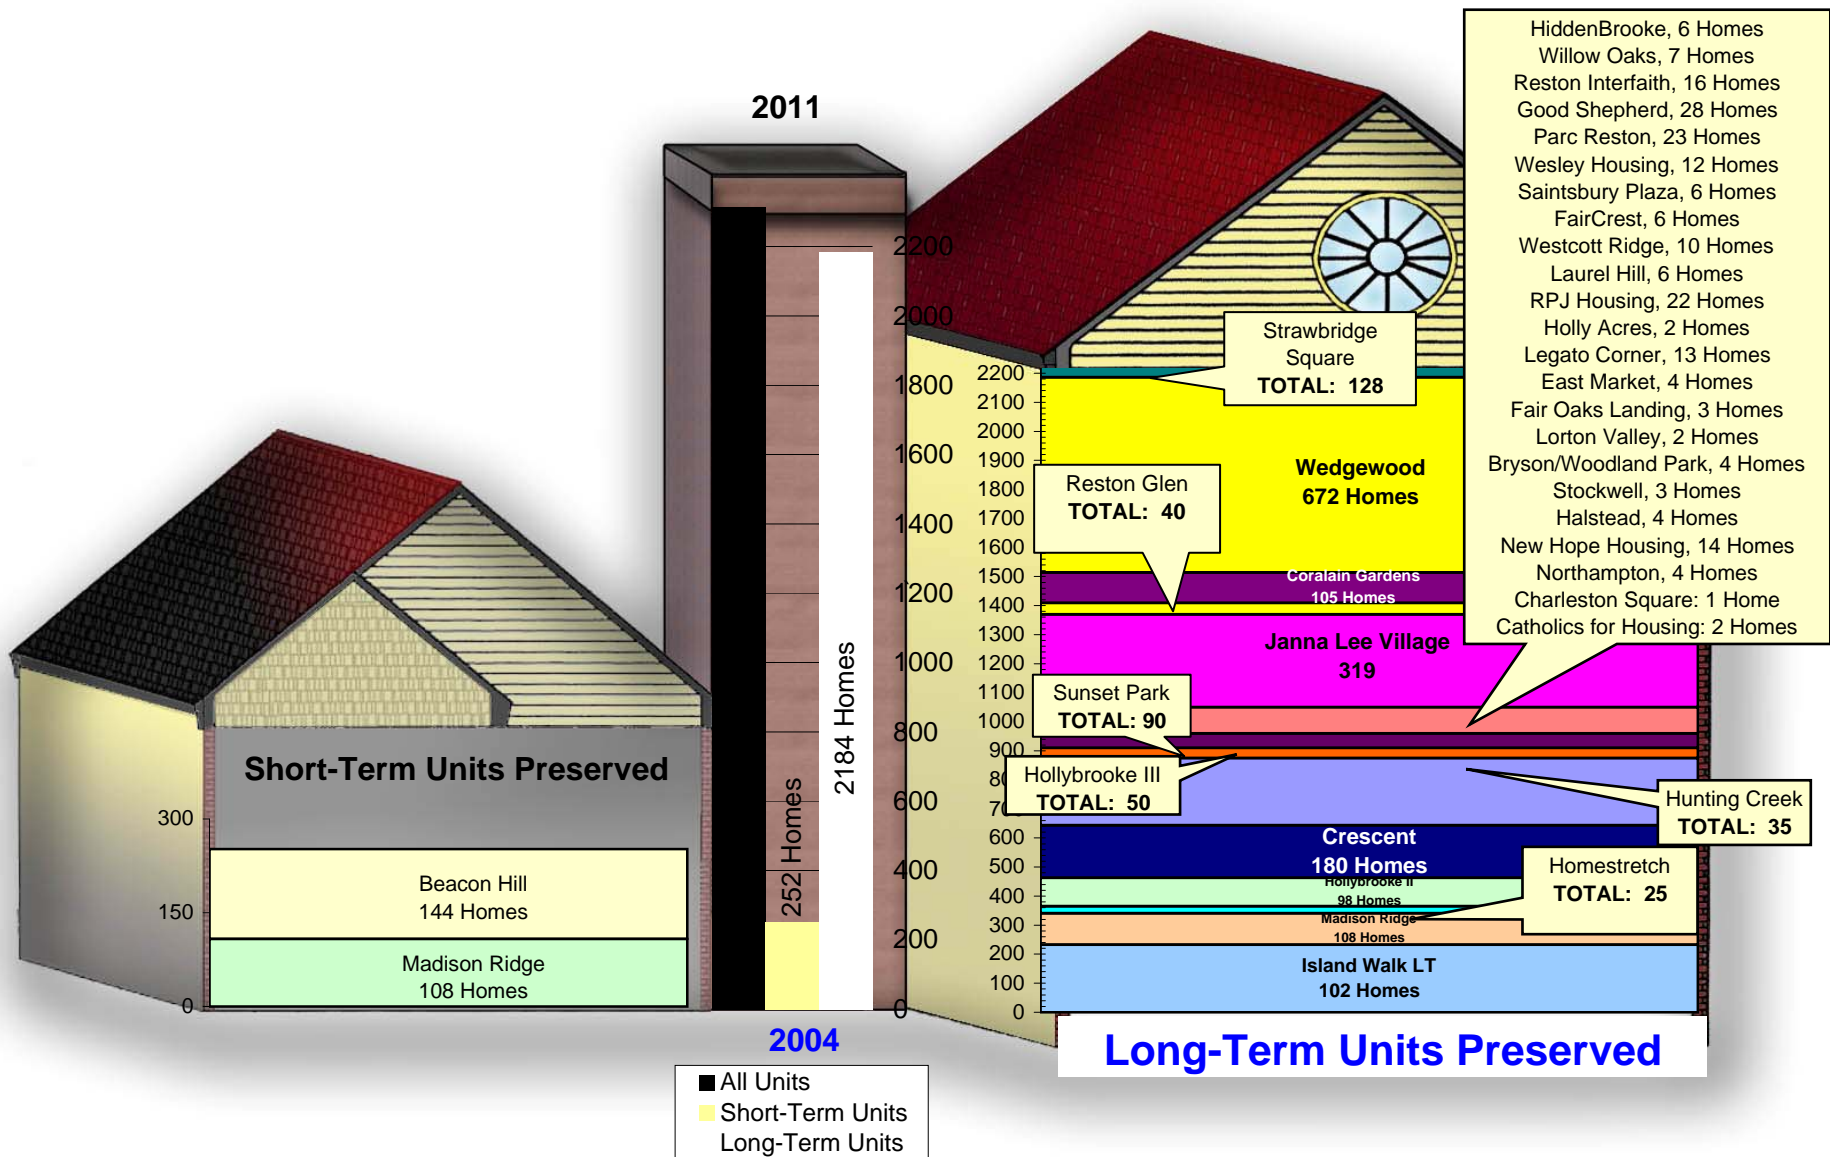 2011
2200
2000
1800
1600
1400
1200
1000
800
600
400
200
0
252 Homes
2184 Homes
2004
All Units
Short-Term Units
Long-Term Units
Short-Term Units Preserved
300
150
0
Beacon Hill
144 Homes
Madison Ridge
108 Homes
2200
2100
2000
1900
1800
1700
1600
1500
1400
1300
1200
1100
1000
900
600
500
400
300
200
100
0
Strawbridge
Square
TOTAL: 128
Wedgewood
672 Homes
Reston Glen
TOTAL: 40
Coralain Gardens
105 Homes
Janna Lee Village
319
Sunset Park
TOTAL: 90
Hollybrooke III
TOTAL: 50
Hunting Creek
TOTAL: 35
Crescent
180 Homes
Homestretch
TOTAL: 25
Hollybrooke II
98 Homes
Madison Ridge
108 Homes
Island Walk LT
102 Homes
Long-Term Units Preserved
HiddenBrooke, 6 Homes
Willow Oaks, 7 Homes
Reston Interfaith, 16 Homes
Good Shepherd, 28 Homes
Parc Reston, 23 Homes
Wesley Housing, 12 Homes
Saintsbury Plaza, 6 Homes
FairCrest, 6 Homes
Westcott Ridge, 10 Homes
Laurel Hill, 6 Homes
RPJ Housing, 22 Homes
Holly Acres, 2 Homes
Legato Corner, 13 Homes
East Market, 4 Homes
Fair Oaks Landing, 3 Homes
Lorton Valley, 2 Homes
Bryson/Woodland Park, 4 Homes
Stockwell, 3 Homes
Halstead, 4 Homes
New Hope Housing, 14 Homes
Northampton, 4 Homes
Charleston Square: 1 Home
Catholics for Housing: 2 Homes